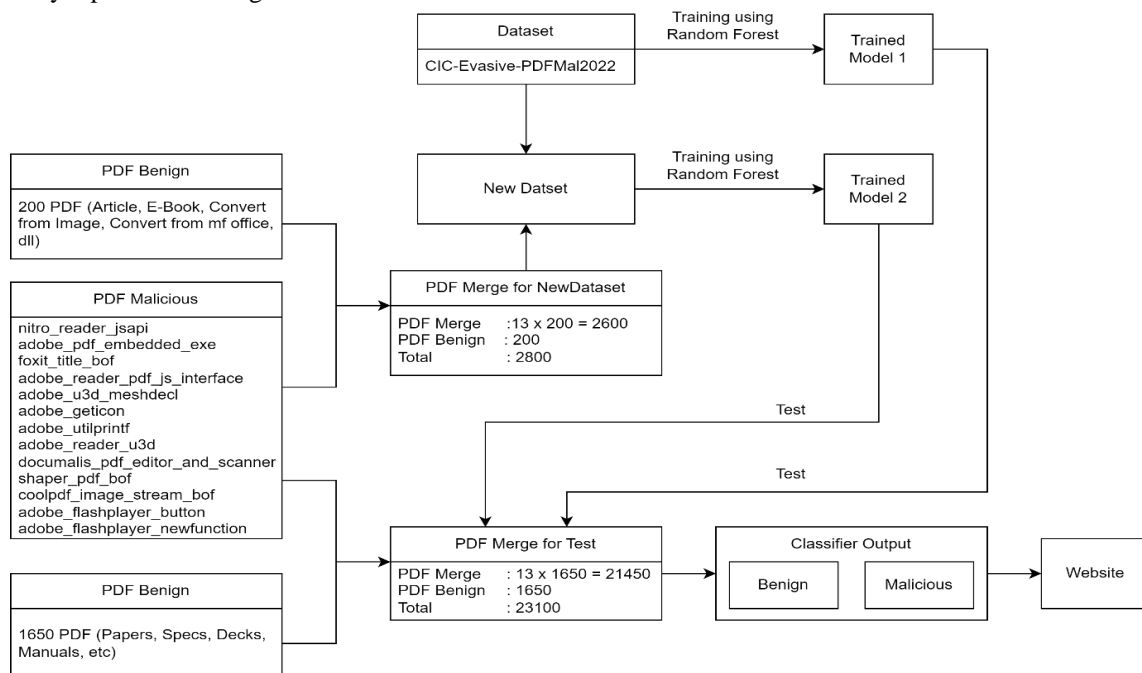 Dataset
CIC-Evasive-PDFMal2022
Training using
Random Forest
Trained
Model 1
New Datset
Training using
Random Forest
Trained
Model 2
PDF Benign
200 PDF (Article, E-Book, Convert
from Image, Convert from mf office,
dll)
PDF Malicious
nitro_reader_jsapi
adobe_pdf_embedded_exe
foxit_title_bof
adobe_reader_pdf_js_interface
adobe_u3d_meshdecl
adobe_geticon
adobe_utilprintf
adobe_reader_u3d
documalis_pdf_editor_and_scanner
shaper_pdf_bof
coolpdf_image_stream_bof
adobe_flashplayer_button
adobe_flashplayer_newfunction
PDF Merge for NewDataset
PDF Merge :13 x 200 = 2600
PDF Benign : 200
Total : 2800
Test
Test
PDF Benign
1650 PDF (Papers, Specs, Decks,
Manuals, etc)
PDF Merge for Test
PDF Merge : 13 x 1650 = 21450
PDF Benign : 1650
Total : 23100
Classifier Output
Benign
Malicious
Website